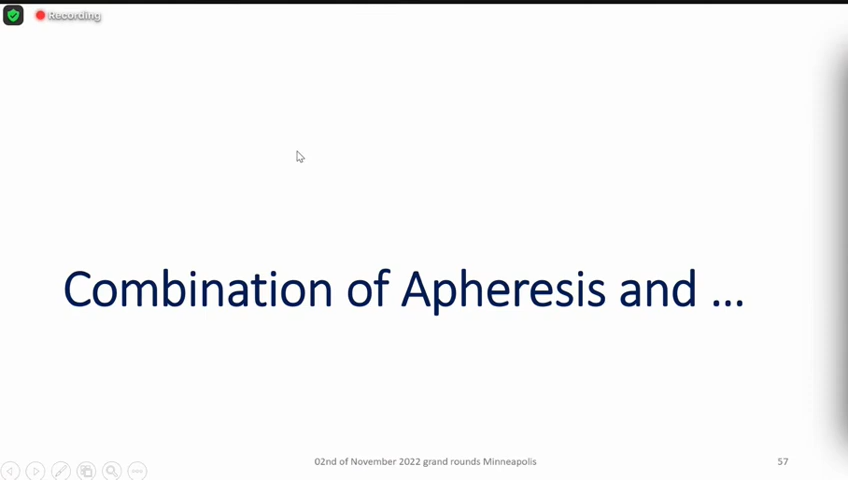 Recording
Combination of Apheresis and ...
02nd of November 2022 grand rounds Minneapolis
57